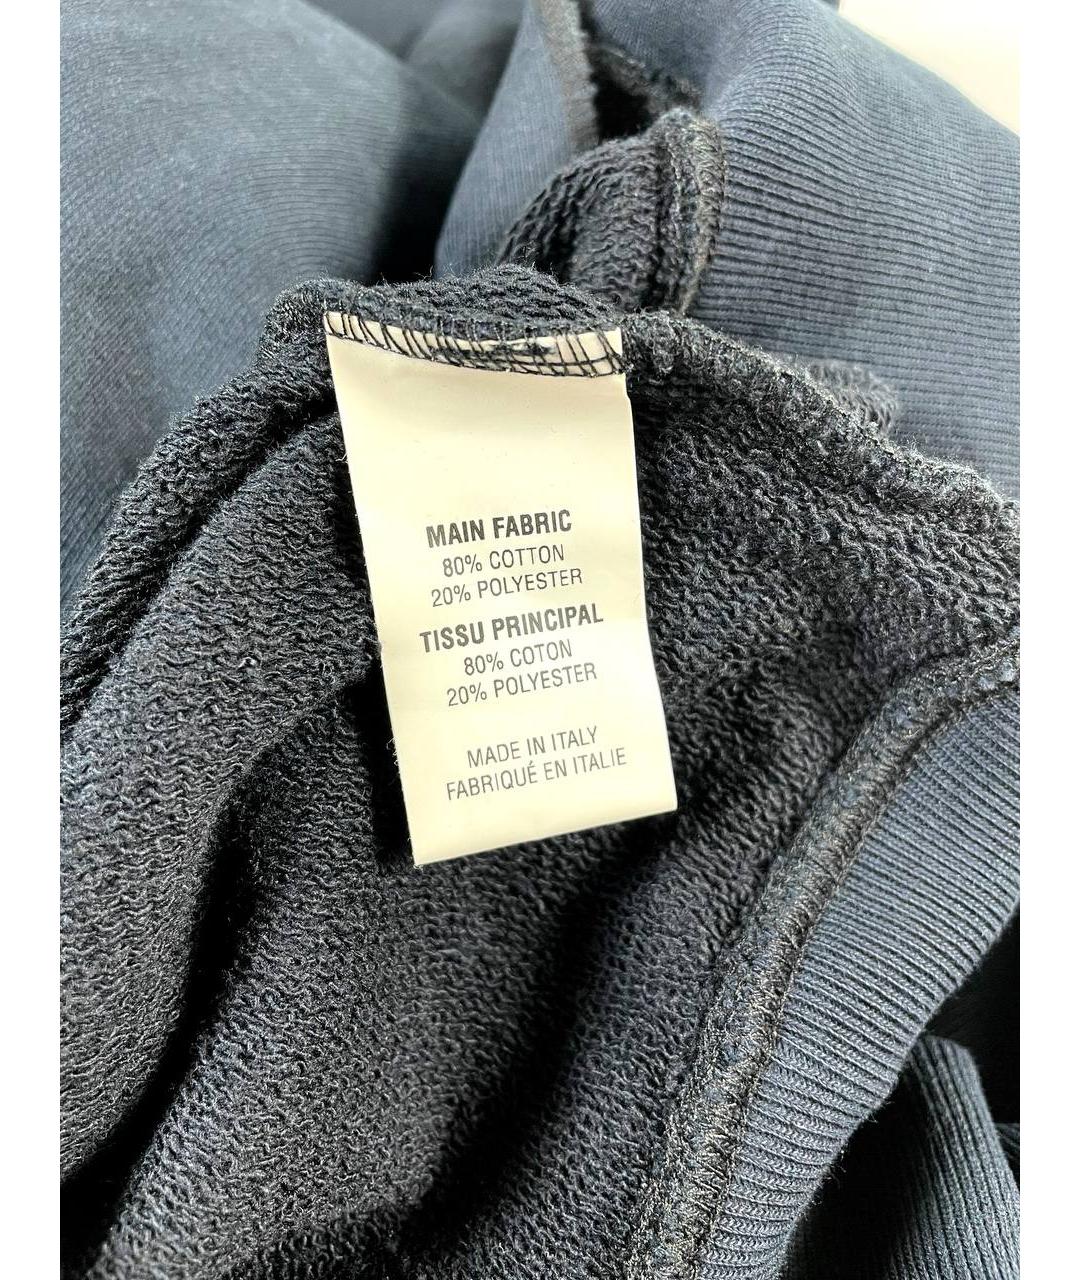 MAIN FABRIC
80% COTTON
20% POLYESTER
TISSU PRINCIPAL
80% COTON
20% POLYESTER
MADE IN ITALY
FABRIQUÉ EN ITALIE